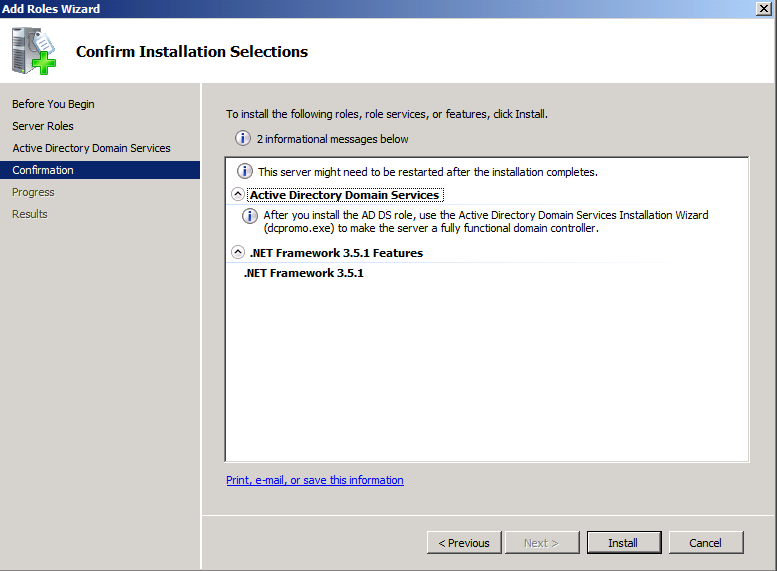 Add Roles Wizard
Confirm Installation Selections
Before You Begin
Server Roles
Active Directory Domain Services
Confirmation
Progress
Results
To install the following roles, role services, or features, click Install.
2 informational messages below
This server might need to be restarted after the installation completes.
Active Directory Domain Services
After you install the AD DS role, use the Active Directory Domain Services Installation Wizard
(dcpromo.exe) to make the server a fully functional domain controller.
.NET Framework 3.5.1 Features
.NET Framework 3.5.1
Print, e-mail, or save this information
< Previous
Next >
Install
Cancel